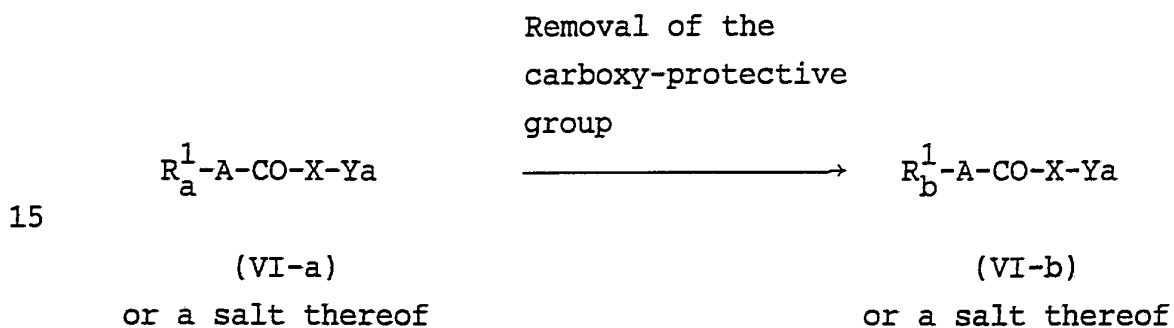 Removal of the
carboxy-protective
group
R¹ₐ-A-CO-X-Ya → R¹_b-A-CO-X-Ya
15
(VI-a) (VI-b)
or a salt thereof or a salt thereof